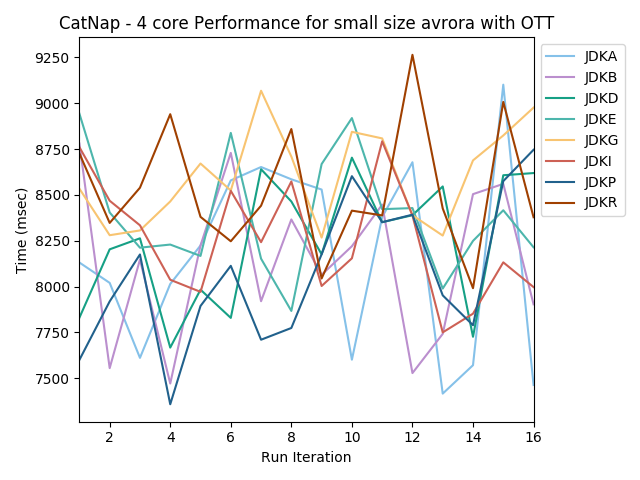 CatNap - 4 core Performance for small size avrora with OTT
Time (msec)
9250
9000
8750
8500
8250
8000
7750
7500
2 4 6 8 10 12 14 16
Run Iteration
JDKA
JDKB
JDKD
JDKE
JDKG
JDKI
JDKP
JDKR